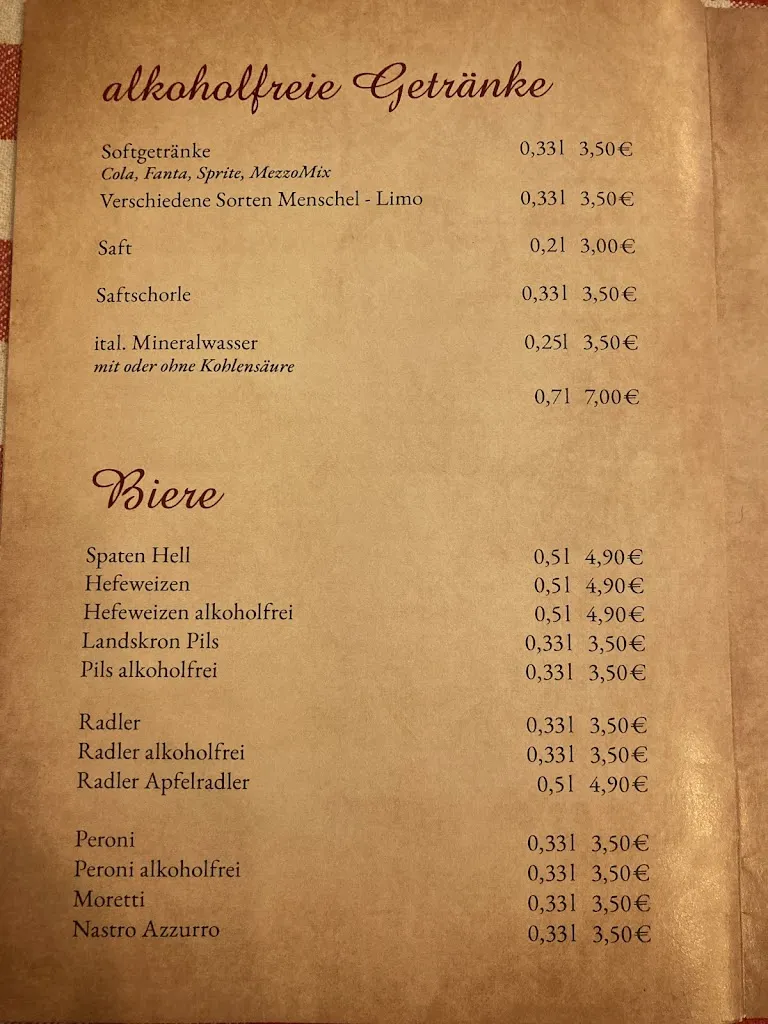 alkoholfreie Getränke
Softgetränke 0,33l 3,50€
Cola, Fanta, Sprite, MezzoMix
Verschiedene Sorten Menschel - Limo 0,33l 3,50€
Saft 0,2l 3,00€
Saftschorle 0,33l 3,50€
ital. Mineralwasser 0,25l 3,50€
mit oder ohne Kohlensäure
0,7l 7,00€
Biere
Spaten Hell 0,5l 4,90€
Hefeweizen 0,5l 4,90€
Hefeweizen alkoholfrei 0,5l 4,90€
Landskron Pils 0,33l 3,50€
Pils alkoholfrei 0,33l 3,50€
Radler 0,33l 3,50€
Radler alkoholfrei 0,33l 3,50€
Radler Apfelradler 0,5l 4,90€
Peroni 0,33l 3,50€
Peroni alkoholfrei 0,33l 3,50€
Moretti 0,33l 3,50€
Nastro Azzurro 0,33l 3,50€